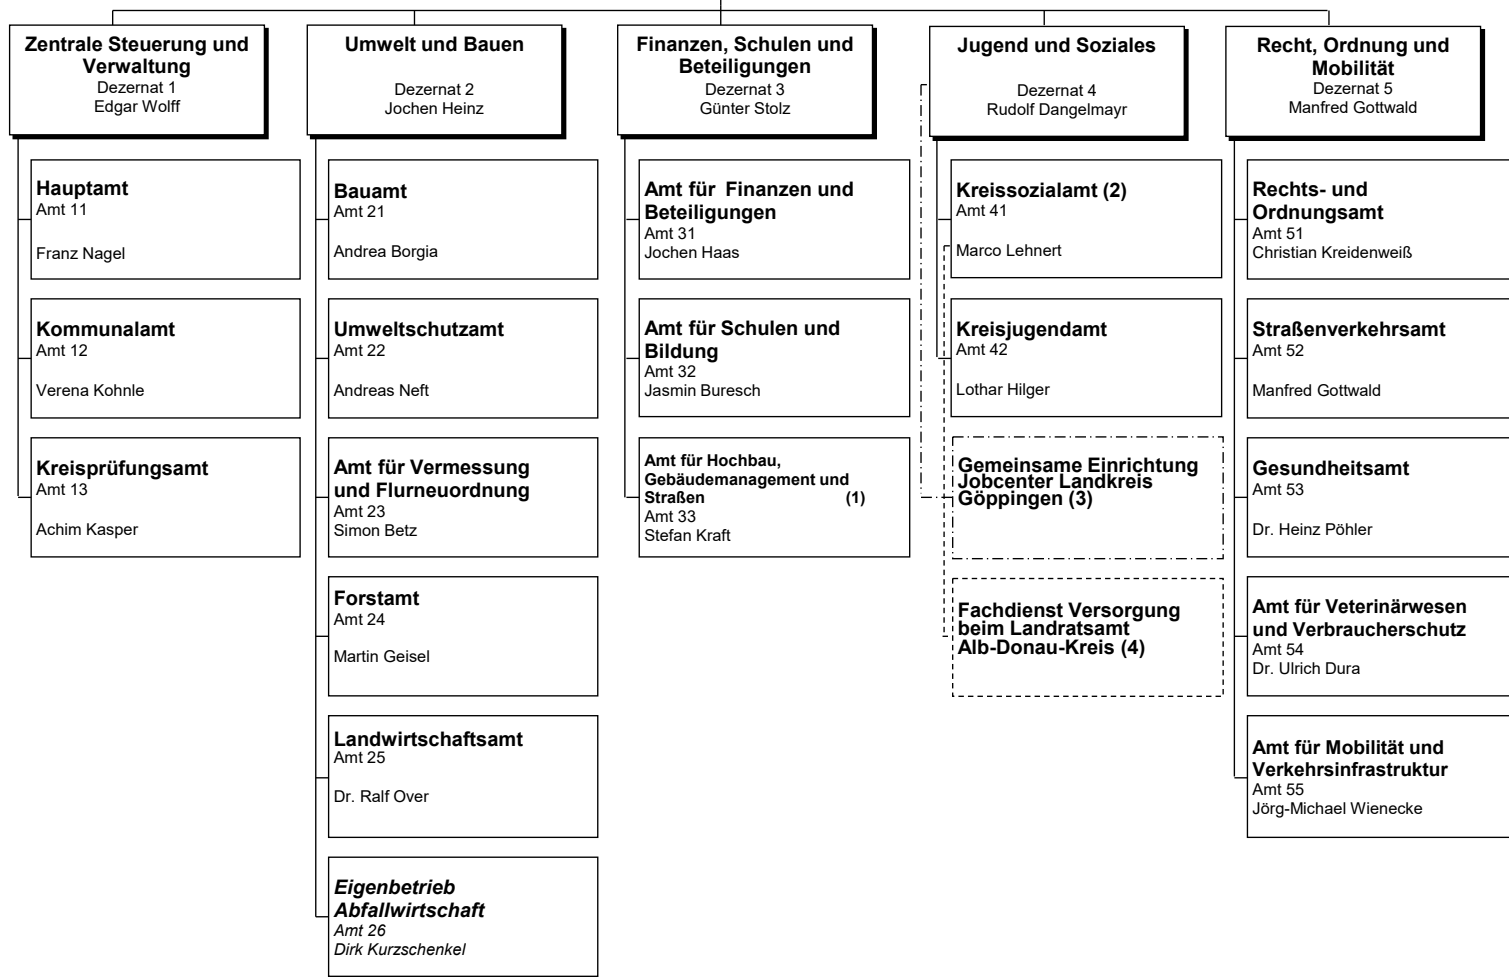 Zentrale Steuerung und
Verwaltung
Dezernat 1
Edgar Wolff
Hauptamt
Amt 11
Franz Nagel
Kommunalamt
Amt 12
Verena Kohnle
Kreisprüfungsamt
Amt 13
Achim Kasper
Umwelt und Bauen
Dezernat 2
Jochen Heinz
Bauamt
Amt 21
Andrea Borgia
Umweltschutzamt
Amt 22
Andreas Neft
Amt für Vermessung
und Flurneuordnung
Amt 23
Simon Betz
Forstamt
Amt 24
Martin Geisel
Landwirtschaftsamt
Amt 25
Dr. Ralf Over
Eigenbetrieb
Abfallwirtschaft
Amt 26
Dirk Kurzschenkel
Finanzen, Schulen und
Beteiligungen
Dezernat 3
Günter Stolz
Amt für Finanzen und
Beteiligungen
Amt 31
Jochen Haas
Amt für Schulen und
Bildung
Amt 32
Jasmin Buresch
Amt für Hochbau,
Gebäudemanagement und
Straßen (1)
Amt 33
Stefan Kraft
Jugend und Soziales
Dezernat 4
Rudolf Dangelmayr
Kreissozialamt (2)
Amt 41
Marco Lehnert
Kreisjugendamt
Amt 42
Lothar Hilger
Gemeinsame Einrichtung
Jobcenter Landkreis
Göppingen (3)
Fachdienst Versorgung
beim Landratsamt
Alb-Donau-Kreis (4)
Recht, Ordnung und
Mobilität
Dezernat 5
Manfred Gottwald
Rechts- und
Ordnungsamt
Amt 51
Christian Kreidenweiß
Straßenverkehrsamt
Amt 52
Manfred Gottwald
Gesundheitsamt
Amt 53
Dr. Heinz Pöhler
Amt für Veterinärwesen
und Verbraucherschutz
Amt 54
Dr. Ulrich Dura
Amt für Mobilität und
Verkehrsinfrastruktur
Amt 55
Jörg-Michael Wienecke